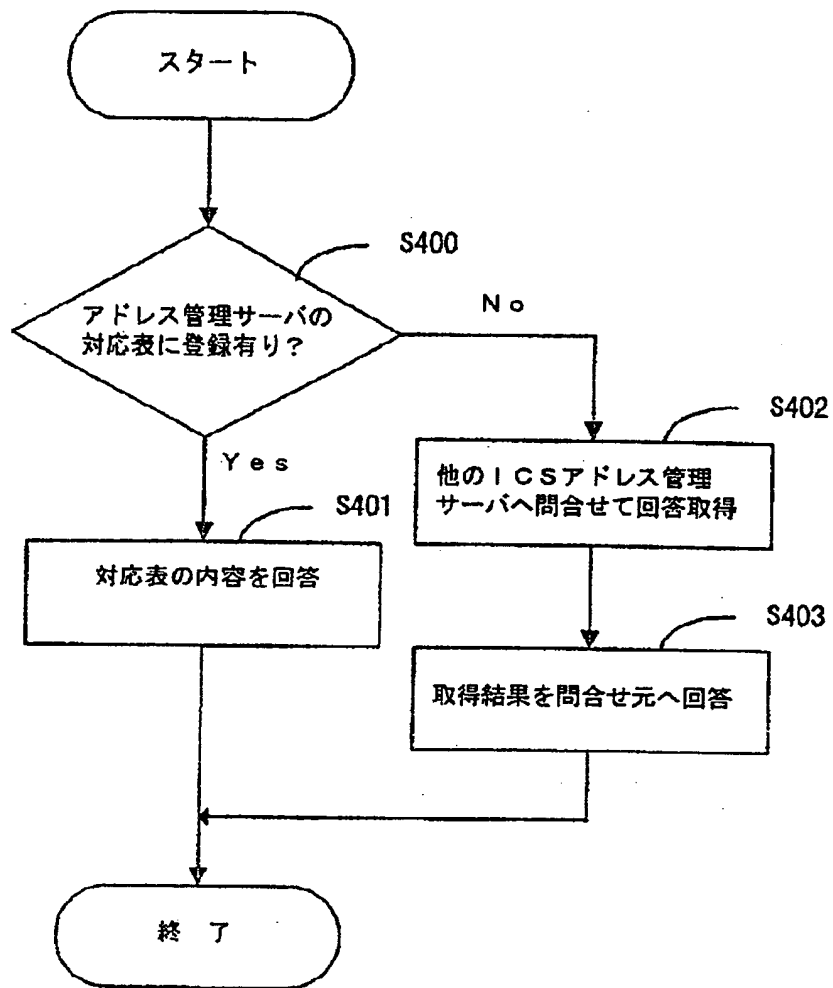 スタート
S400
アドレス管理サーバの
対応表に登録有り?
No
S402
Yes
他のICSアドレス管理
サーバへ問合せて回答取得
S401
対応表の内容を回答
S403
取得結果を問合せ元へ回答
終 了